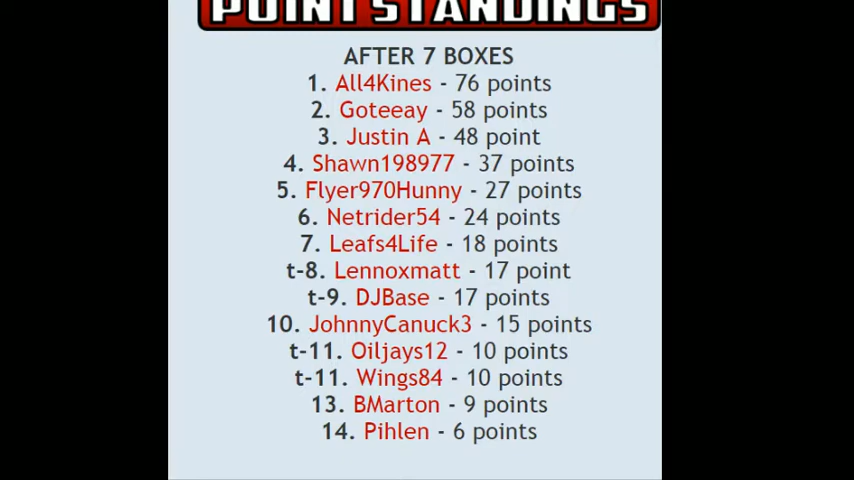 POINT STANDINGS
AFTER 7 BOXES
1. All4Kines - 76 points
2. Goteeay - 58 points
3. Justin A - 48 point
4. Shawn198977 - 37 points
5. Flyer970Hunny - 27 points
6. Netrider54 - 24 points
7. Leafs4Life - 18 points
t-8. Lennoxmatt - 17 point
t-9. DJBase - 17 points
10. JohnnyCanuck3 - 15 points
t-11. Oiljays12 - 10 points
t-11. Wings84 - 10 points
13. BMarton - 9 points
14. Pihlen - 6 points